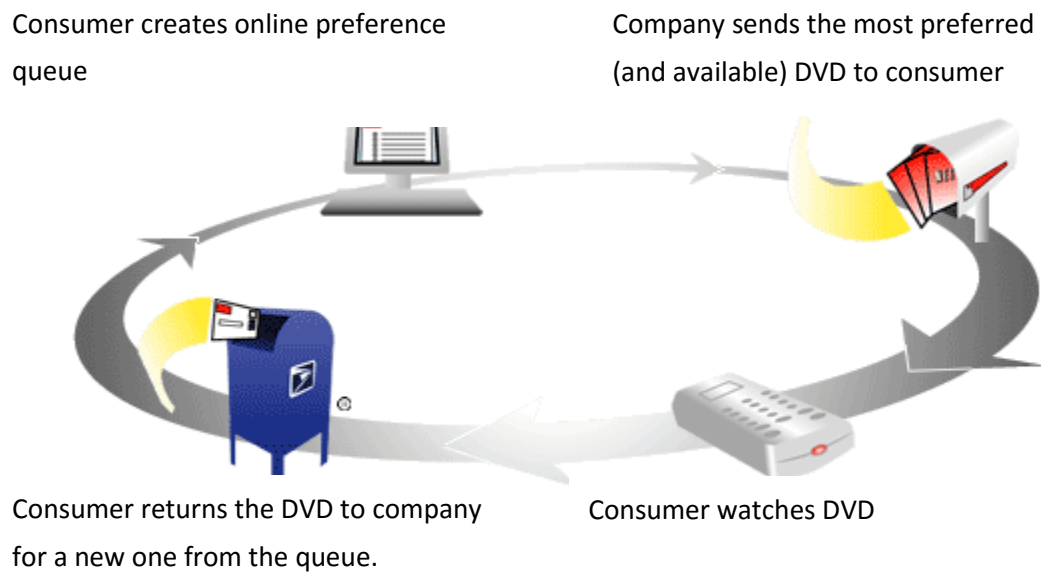 Consumer creates online preference
queue
Company sends the most preferred
(and available) DVD to consumer
®
Consumer returns the DVD to company
for a new one from the queue.
Consumer watches DVD